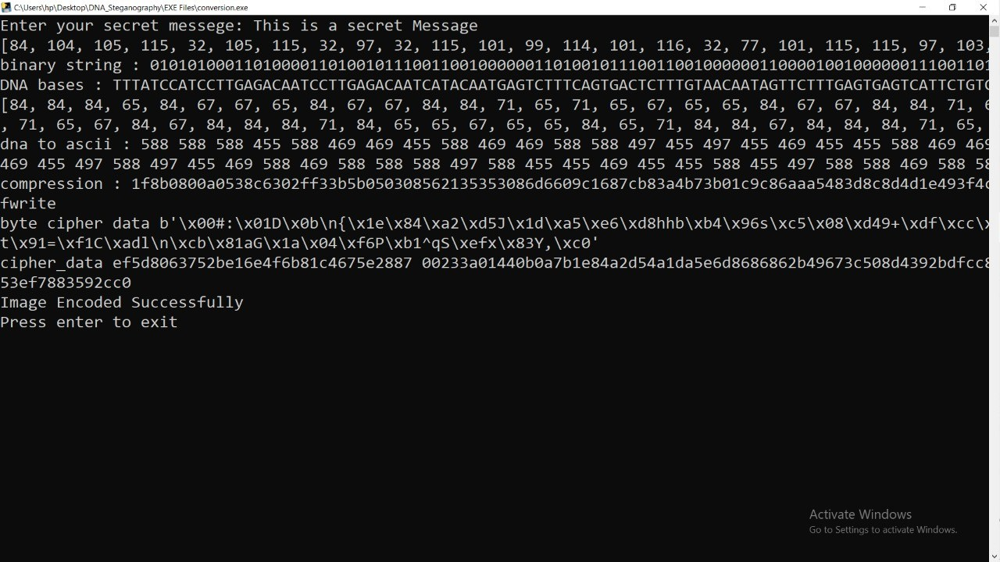 C:\Users\hp\Desktop\DNA_Steganography\EXE Files\conversion.exe
Enter your secret messege: This is a secret Message
[84, 104, 105, 115, 32, 105, 115, 32, 97, 32, 115, 101, 99, 114, 101, 116, 32, 77, 101, 115, 115, 97, 103,
binary string : 010101000110100001101001011100110010000001101001011100110010000001100001001000000111001101
DNA bases : TTTATCCATCCTTGAGACAATCCTTGAGACAATCATACAATGAGTCTTTCAGTGACTCTTTGTAACAATAGTTCTTTGAGTGAGTCATTCTGTC
[84, 84, 84, 65, 84, 67, 67, 65, 84, 67, 67, 84, 84, 71, 65, 71, 65, 67, 65, 65, 84, 67, 67, 84, 84, 71, 6
, 71, 65, 67, 84, 67, 84, 84, 84, 71, 84, 65, 65, 67, 65, 65, 84, 65, 71, 84, 84, 67, 84, 84, 84, 71, 65,
dna to ascii : 588 588 588 455 588 469 469 455 588 469 469 588 588 497 455 497 455 469 455 455 588 469 469
469 455 497 588 497 455 469 588 469 588 588 588 497 588 455 455 469 455 455 588 455 497 588 588 469 588 58
compression : 1f8b0800a0538c6302ff33b5b050308562135353086d6609c1687cb83a4b73b01c9c86aaa5483d8c8d4d1e493f4c
fwrite
byte cipher data b'\x00#:\x01D\x0b\n{\x1e\x84\xa2\xd5J\x1d\xa5\xe6\xd8hhb\xb4\x96s\xc5\x08\xd49+\xdf\xcc\x
t\x91=\xf1C\xadl\n\xcb\x81aG\x1a\x04\xf6P\xb1^qS\xefx\x83Y,\xc0'
cipher_data ef5d8063752be16e4f6b81c4675e2887 00233a01440b0a7b1e84a2d54a1da5e6d8686862b49673c508d4392bdfcc8
53ef7883592cc0
Image Encoded Successfully
Press enter to exit
Activate Windows
Go to Settings to activate Windows.